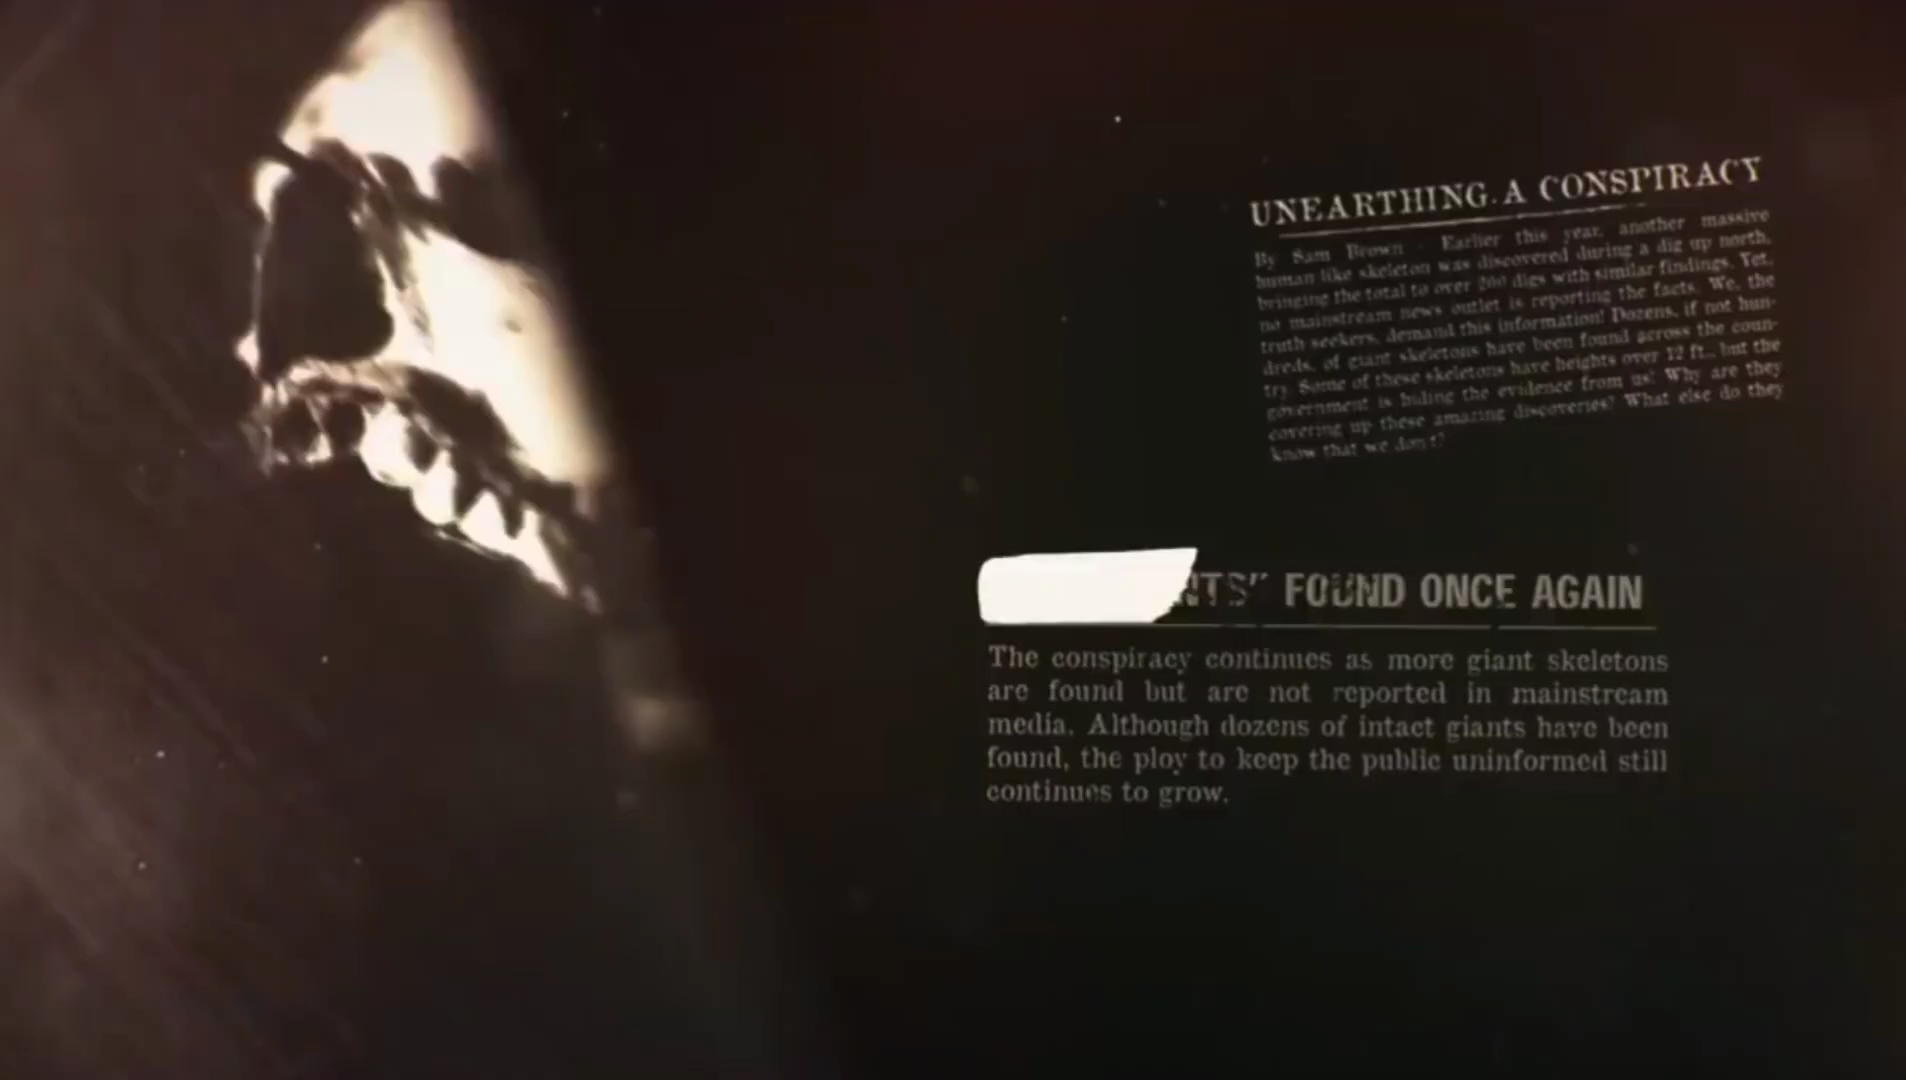 UNEARTHING A CONSPIRACY
By Sam Brown - Earlier this year, another massive
human like skeleton was discovered during a dig up north,
bringing the total to over 200 digs with similar findings. Yet,
no mainstream news outlet is reporting the facts. We, the
truth seekers, demand this information! Dozens, if not hun-
dreds, of giant skeletons have been found across the coun-
try. Some of these skeletons have heights over 12 ft., but the
government is hiding the evidence from us! Why are they
covering up these amazing discoveries? What else do they
know that we don't?
NTS" FOUND ONCE AGAIN
The conspiracy continues as more giant skeletons
are found but are not reported in mainstream
media. Although dozens of intact giants have been
found, the ploy to keep the public uninformed still
continues to grow.